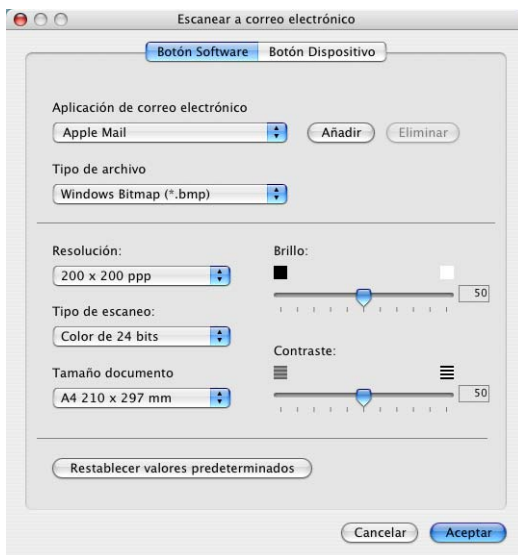 Escanear a correo electrónico
Botón Software Botón Dispositivo
Aplicación de correo electrónico
Apple Mail Añadir Eliminar
Tipo de archivo
Windows Bitmap (*.bmp)
Resolución: Brillo:
200 x 200 ppp 50
Tipo de escaneo:
Color de 24 bits
Contraste:
Tamaño documento
A4 210 x 297 mm 50
Restablecer valores predeterminados
Cancelar Aceptar